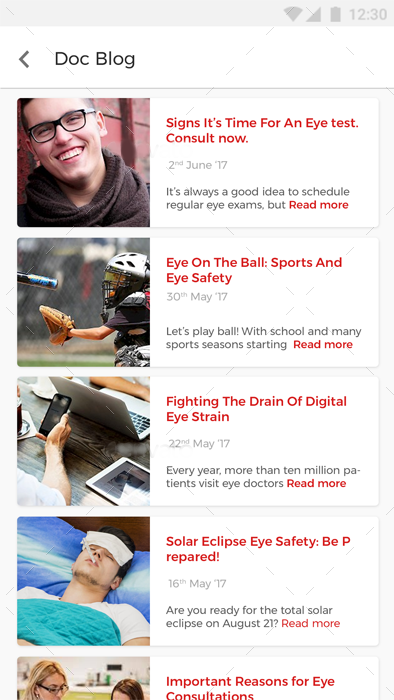 12:30
Doc Blog
Signs It's Time For An Eye test.
Consult now.
2nd June '17
It's always a good idea to schedule
regular eye exams, but Read more
Eye On The Ball: Sports And
Eye Safety
30th May '17
Let's play ball! With school and many
sports seasons starting Read more
Fighting The Drain Of Digital
Eye Strain
22nd May '17
Every year, more than ten million pa-
tients visit eye doctors Read more
Solar Eclipse Eye Safety: Be P
repared!
16th May '17
Are you ready for the total solar
eclipse on August 21? Read more
Important Reasons for Eye
Consultations